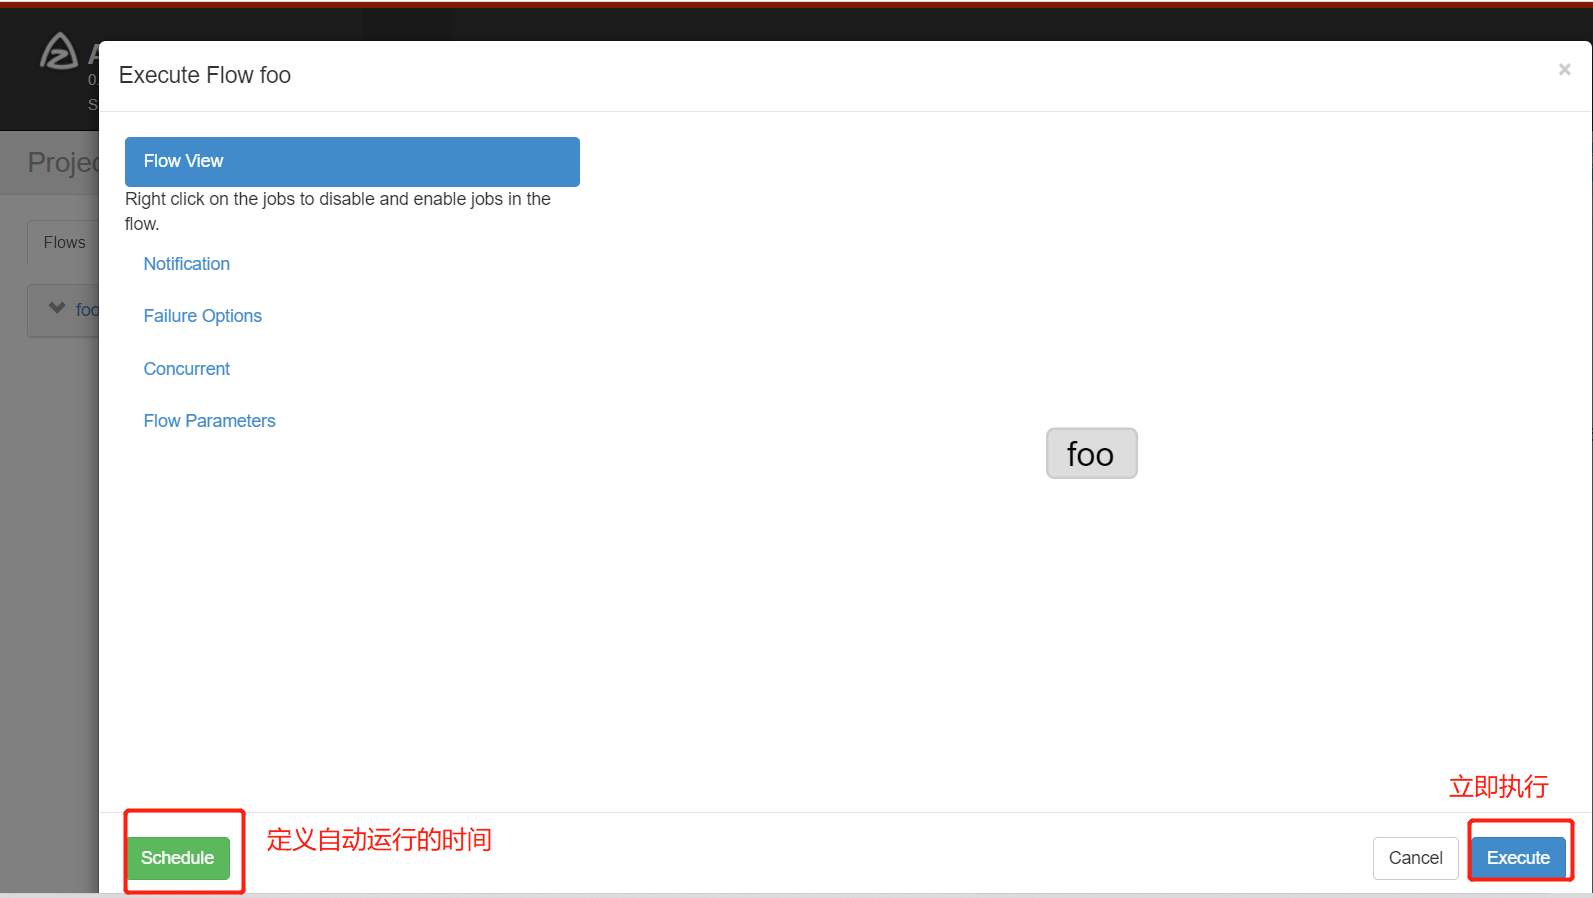 Execute Flow foo
×
Projec
Flows
foo
Flow View
Right click on the jobs to disable and enable jobs in the
flow.
Notification
Failure Options
Concurrent
Flow Parameters
foo
立即执行
定义自动运行的时间
Schedule
Cancel
Execute